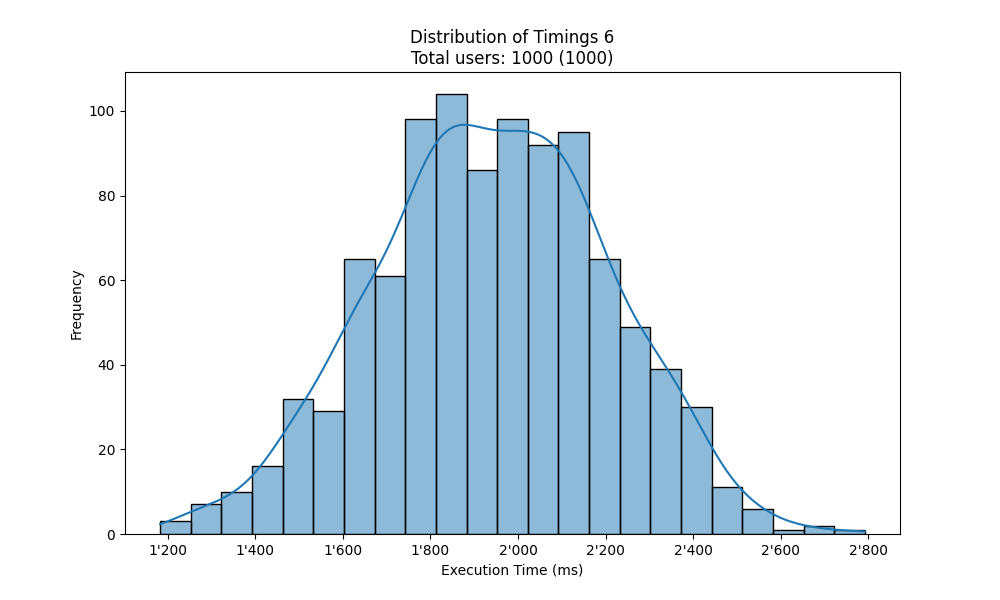 Distribution of Timings 6
Total users: 1000 (1000)
Frequency
100
80
60
40
20
0
1'200 1'400 1'600 1'800 2'000 2'200 2'400 2'600 2'800
Execution Time (ms)